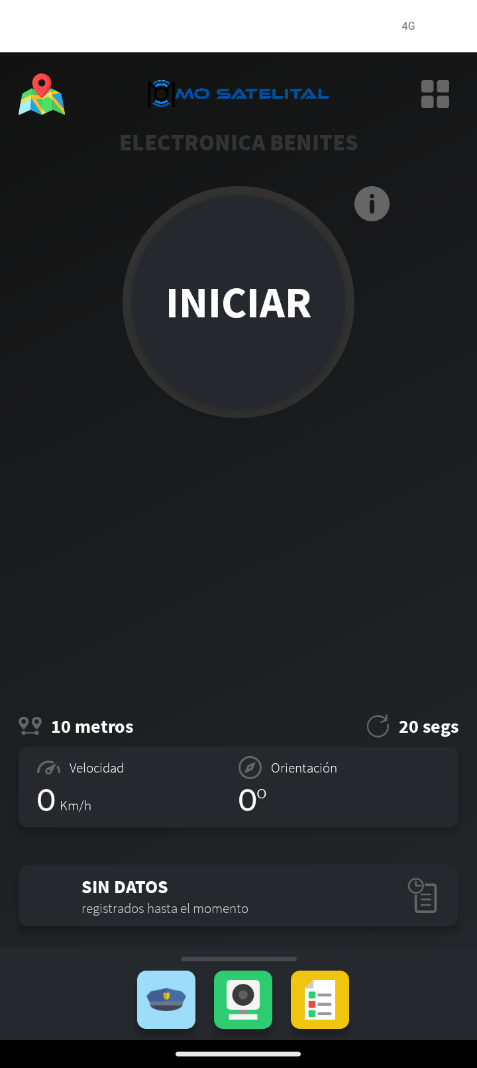 4G
MO SATELITAL
ELECTRONICA BENITES
INICIAR
10 metros
20 segs
Velocidad
Orientación
0 Km/h
0º
SIN DATOS
registrados hasta el momento